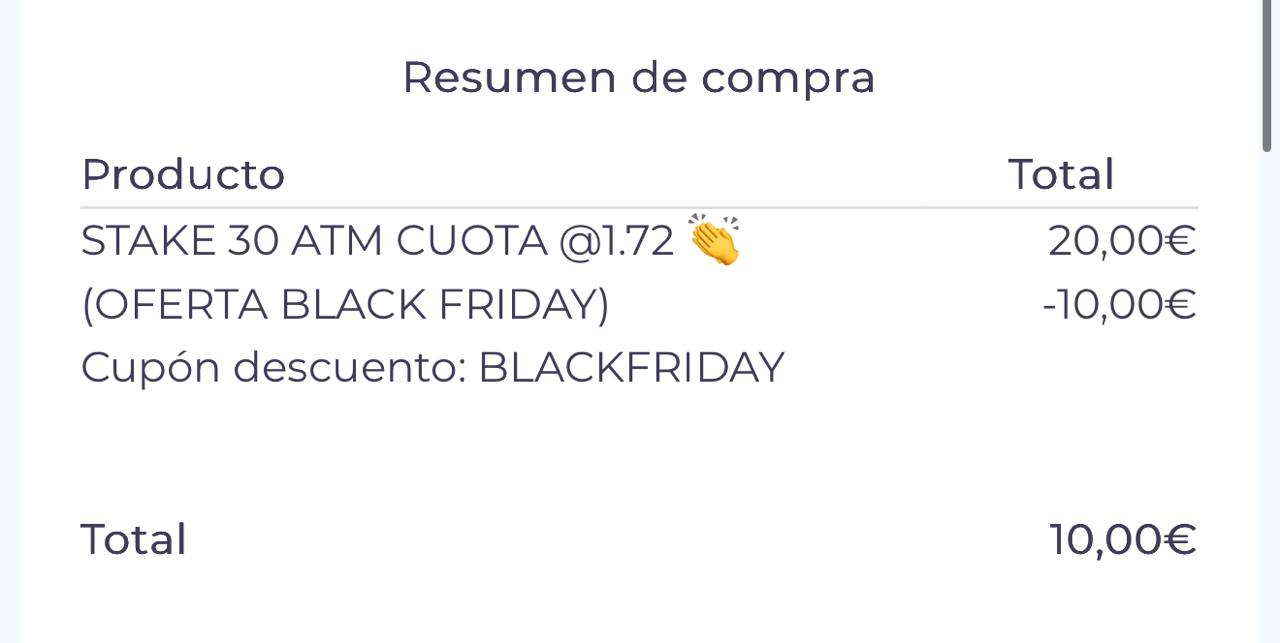 Resumen de compra
Producto Total
STAKE 30 ATM CUOTA @1.72 👏 20,00€
(OFERTA BLACK FRIDAY) -10,00€
Cupón descuento: BLACKFRIDAY
Total 10,00€